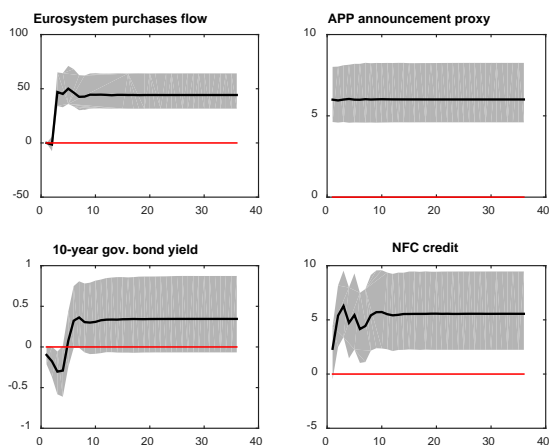 Eurosystem purchases flow
100
50
0
-50
0 10 20 30 40
APP announcement proxy
10
5
0
0 10 20 30 40
10-year gov. bond yield
1
0.5
0
-0.5
-1
0 10 20 30 40
NFC credit
10
5
0
-5
0 10 20 30 40